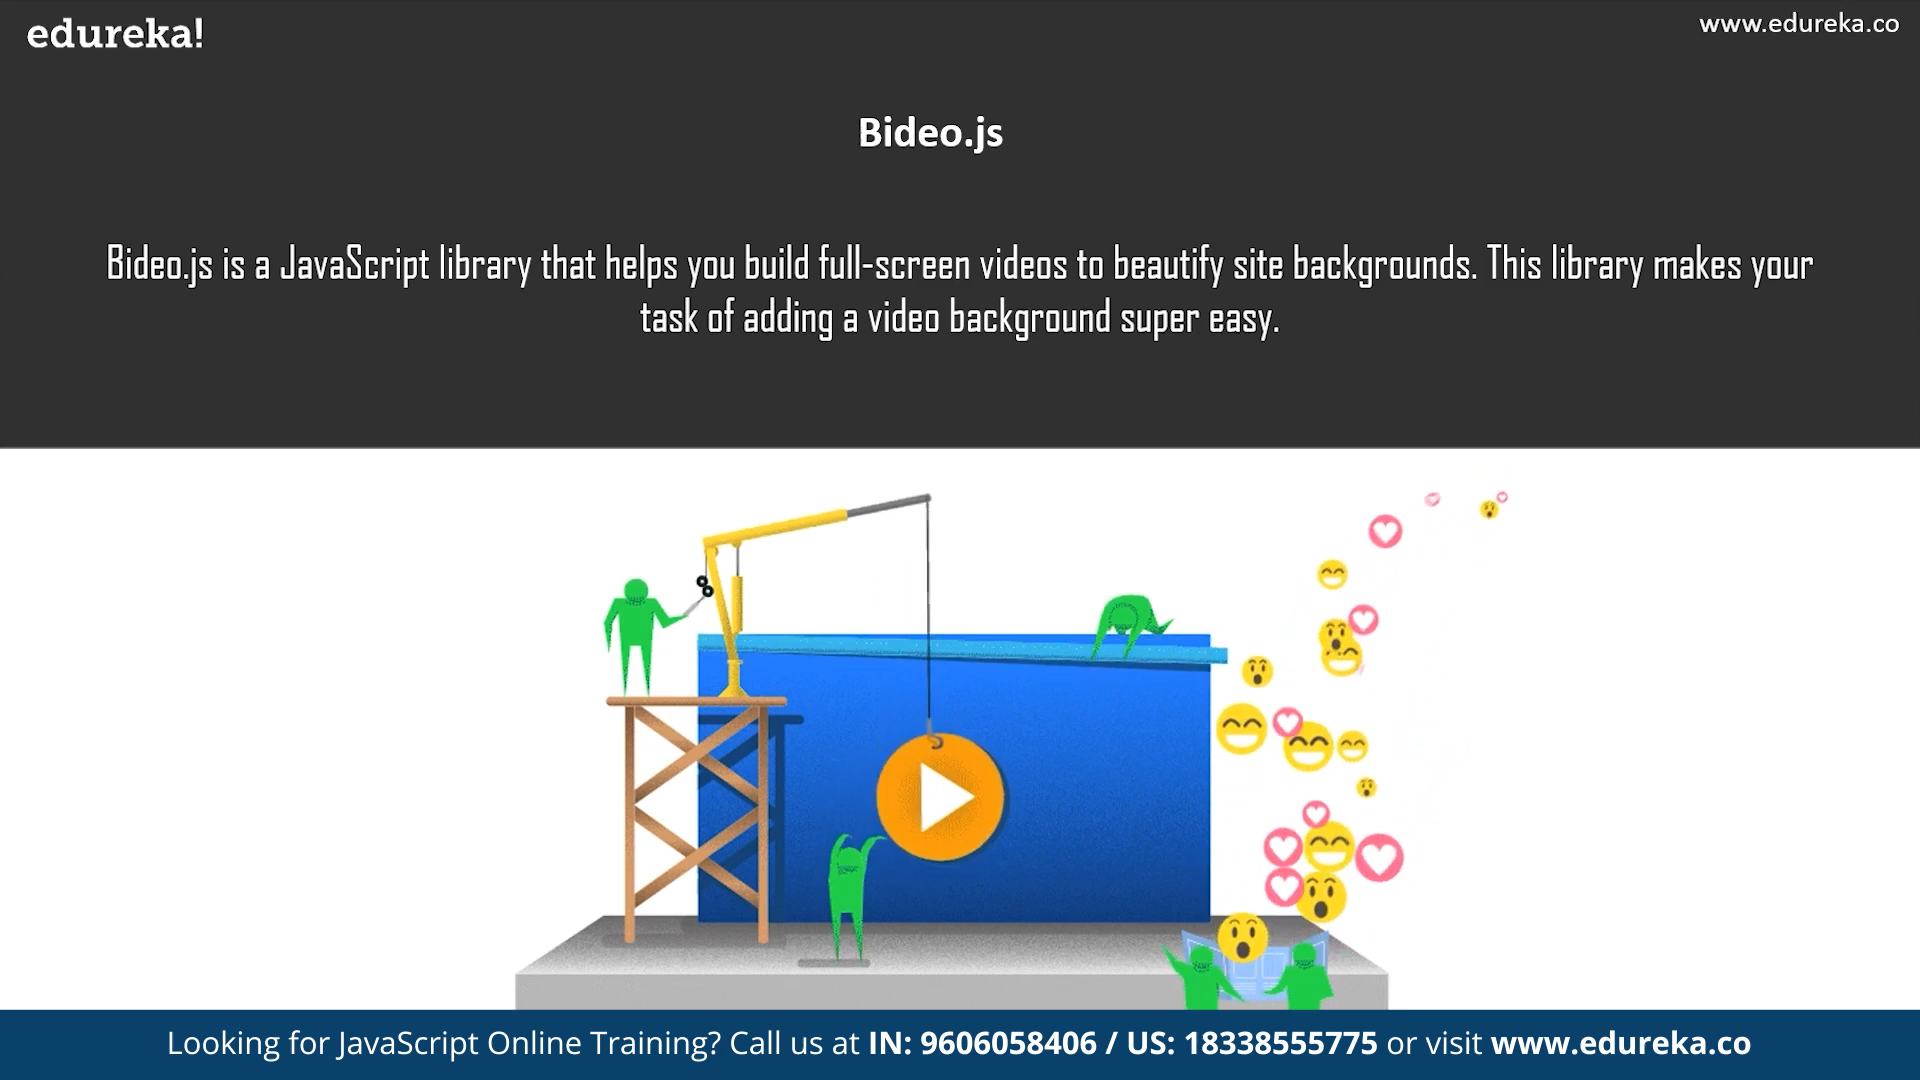 edureka!
www.edureka.co
Bideo.js
Bideo.js is a JavaScript library that helps you build full-screen videos to beautify site backgrounds. This library makes your
task of adding a video background super easy.
Looking for JavaScript Online Training? Call us at IN: 9606058406 / US: 18338555775 or visit www.edureka.co